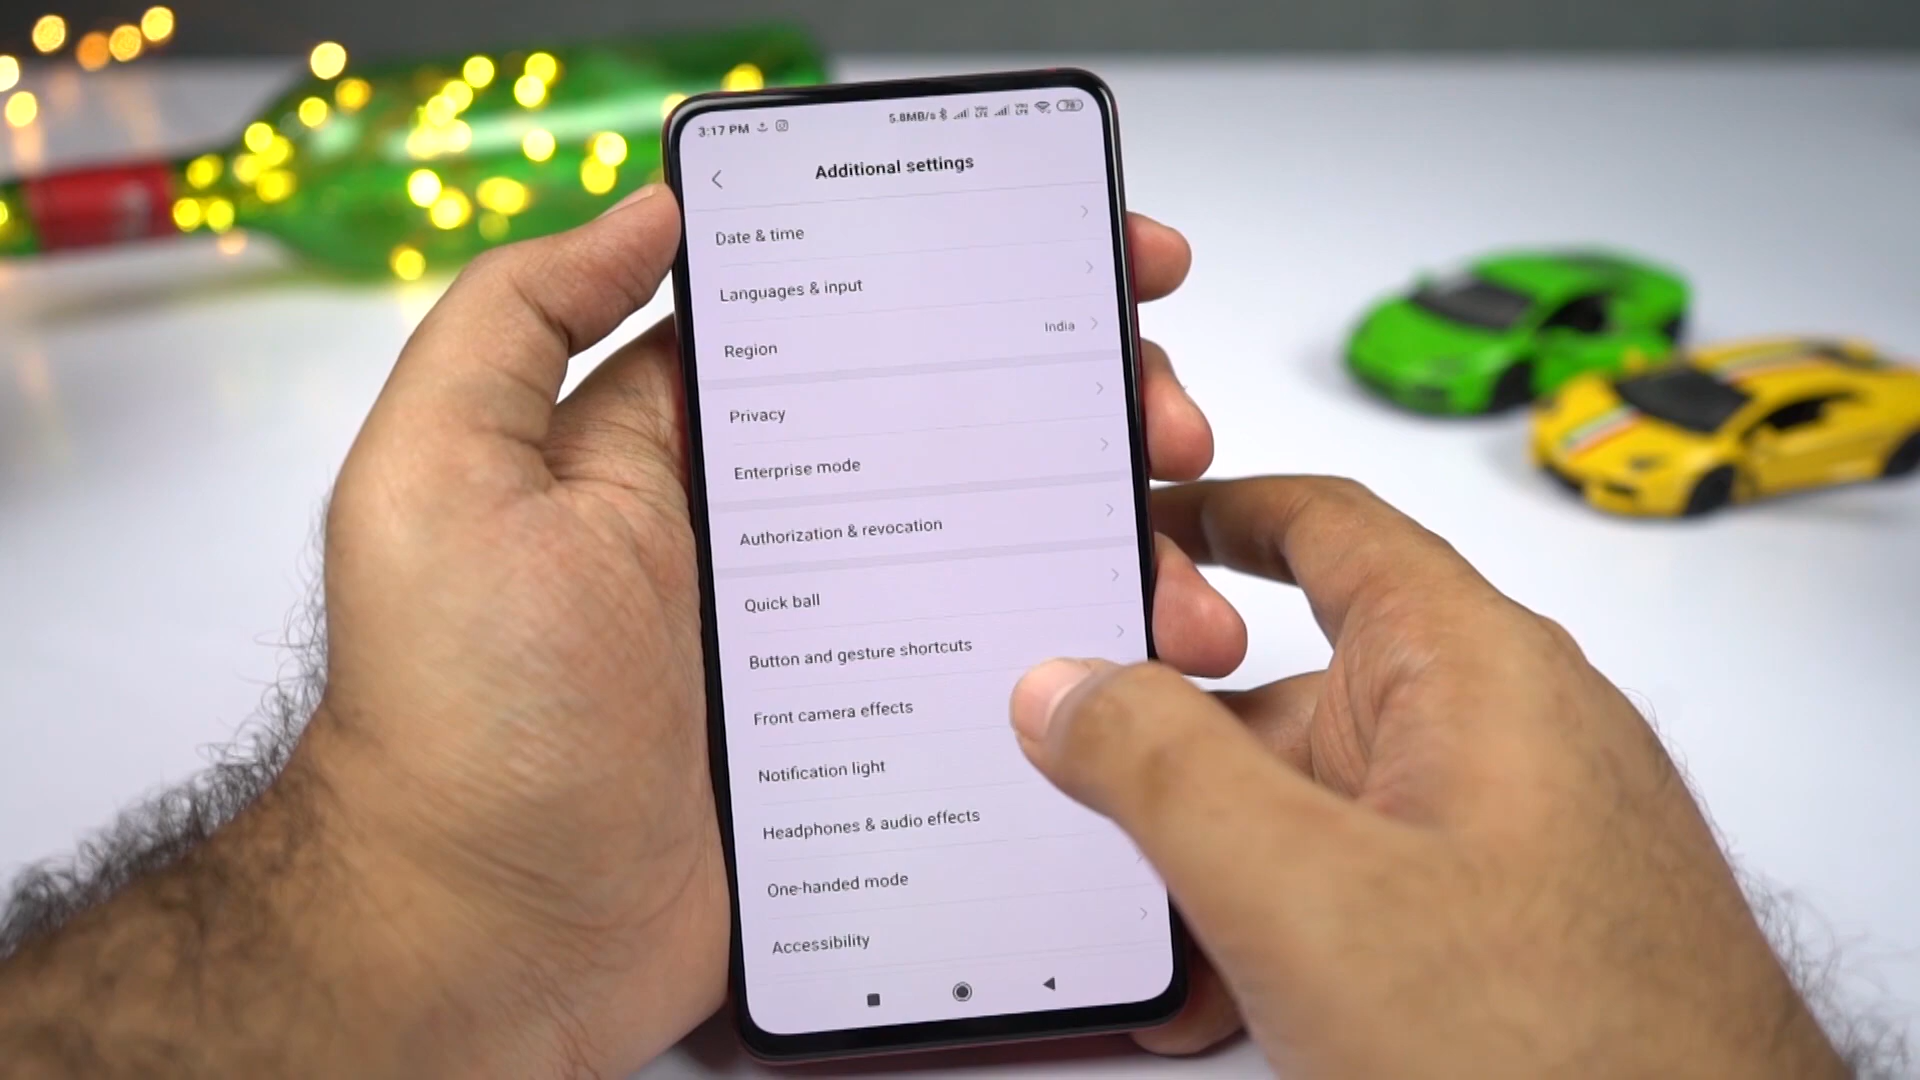 3:17 PM 5.8MB/s 78
Additional settings
Date & time
Languages & input
Region India
Privacy
Enterprise mode
Authorization & revocation
Quick ball
Button and gesture shortcuts
Front camera effects
Notification light
Headphones & audio effects
One-handed mode
Accessibility